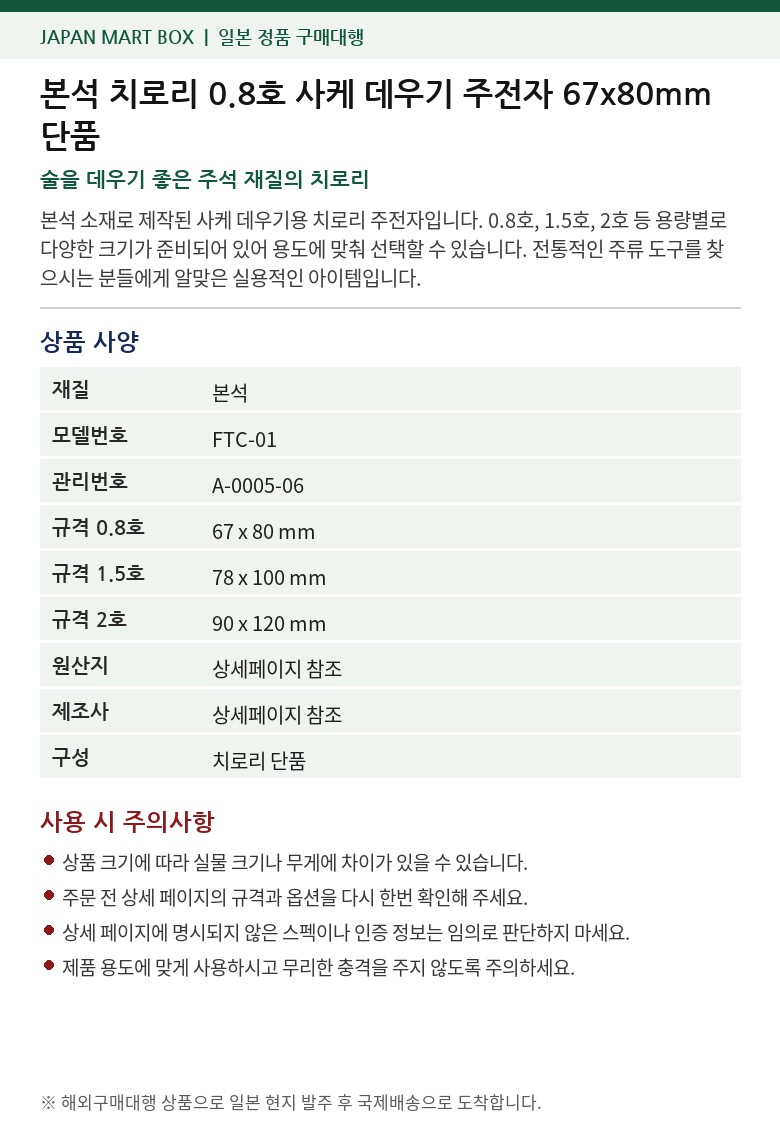 JAPAN MART BOX | 일본 정품 구매대행
본석 치로리 0.8호 사케 데우기 주전자 67x80mm
단품
술을 데우기 좋은 주석 재질의 치로리
본석 소재로 제작된 사케 데우기용 치로리 주전자입니다. 0.8호, 1.5호, 2호 등 용량별로
다양한 크기가 준비되어 있어 용도에 맞춰 선택할 수 있습니다. 전통적인 주류 도구를 찾
으시는 분들에게 알맞은 실용적인 아이템입니다.
상품 사양
재질 본석
모델번호 FTC-01
관리번호 A-0005-06
규격 0.8호 67 x 80 mm
규격 1.5호 78 x 100 mm
규격 2호 90 x 120 mm
원산지 상세페이지 참조
제조사 상세페이지 참조
구성 치로리 단품
사용 시 주의사항
● 상품 크기에 따라 실물 크기나 무게에 차이가 있을 수 있습니다.
● 주문 전 상세 페이지의 규격과 옵션을 다시 한번 확인해 주세요.
● 상세 페이지에 명시되지 않은 스펙이나 인증 정보는 임의로 판단하지 마세요.
● 제품 용도에 맞게 사용하시고 무리한 충격을 주지 않도록 주의하세요.
※ 해외구매대행 상품으로 일본 현지 발주 후 국제배송으로 도착합니다.